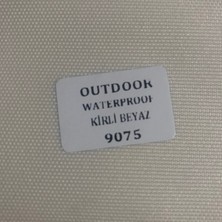 OUTDOOR
WATERPROOF
KİRLİ BEYAZ
9075